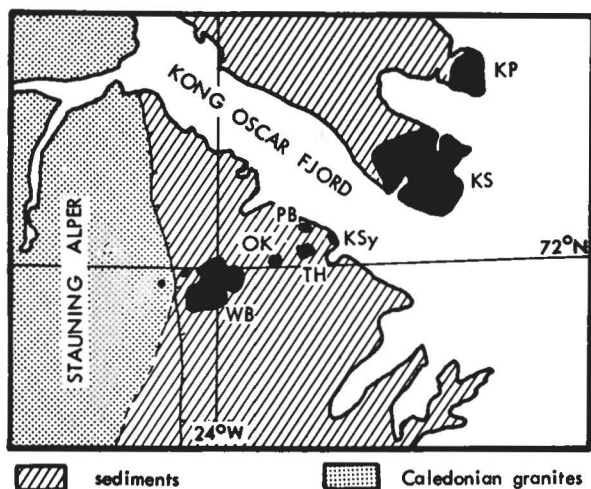 KP
KONG OSCAR FJORD
KS
PB
KSy
OK
72°N
TH
STAUNING ALPER
WB
24°W
sediments
Caledonian granites